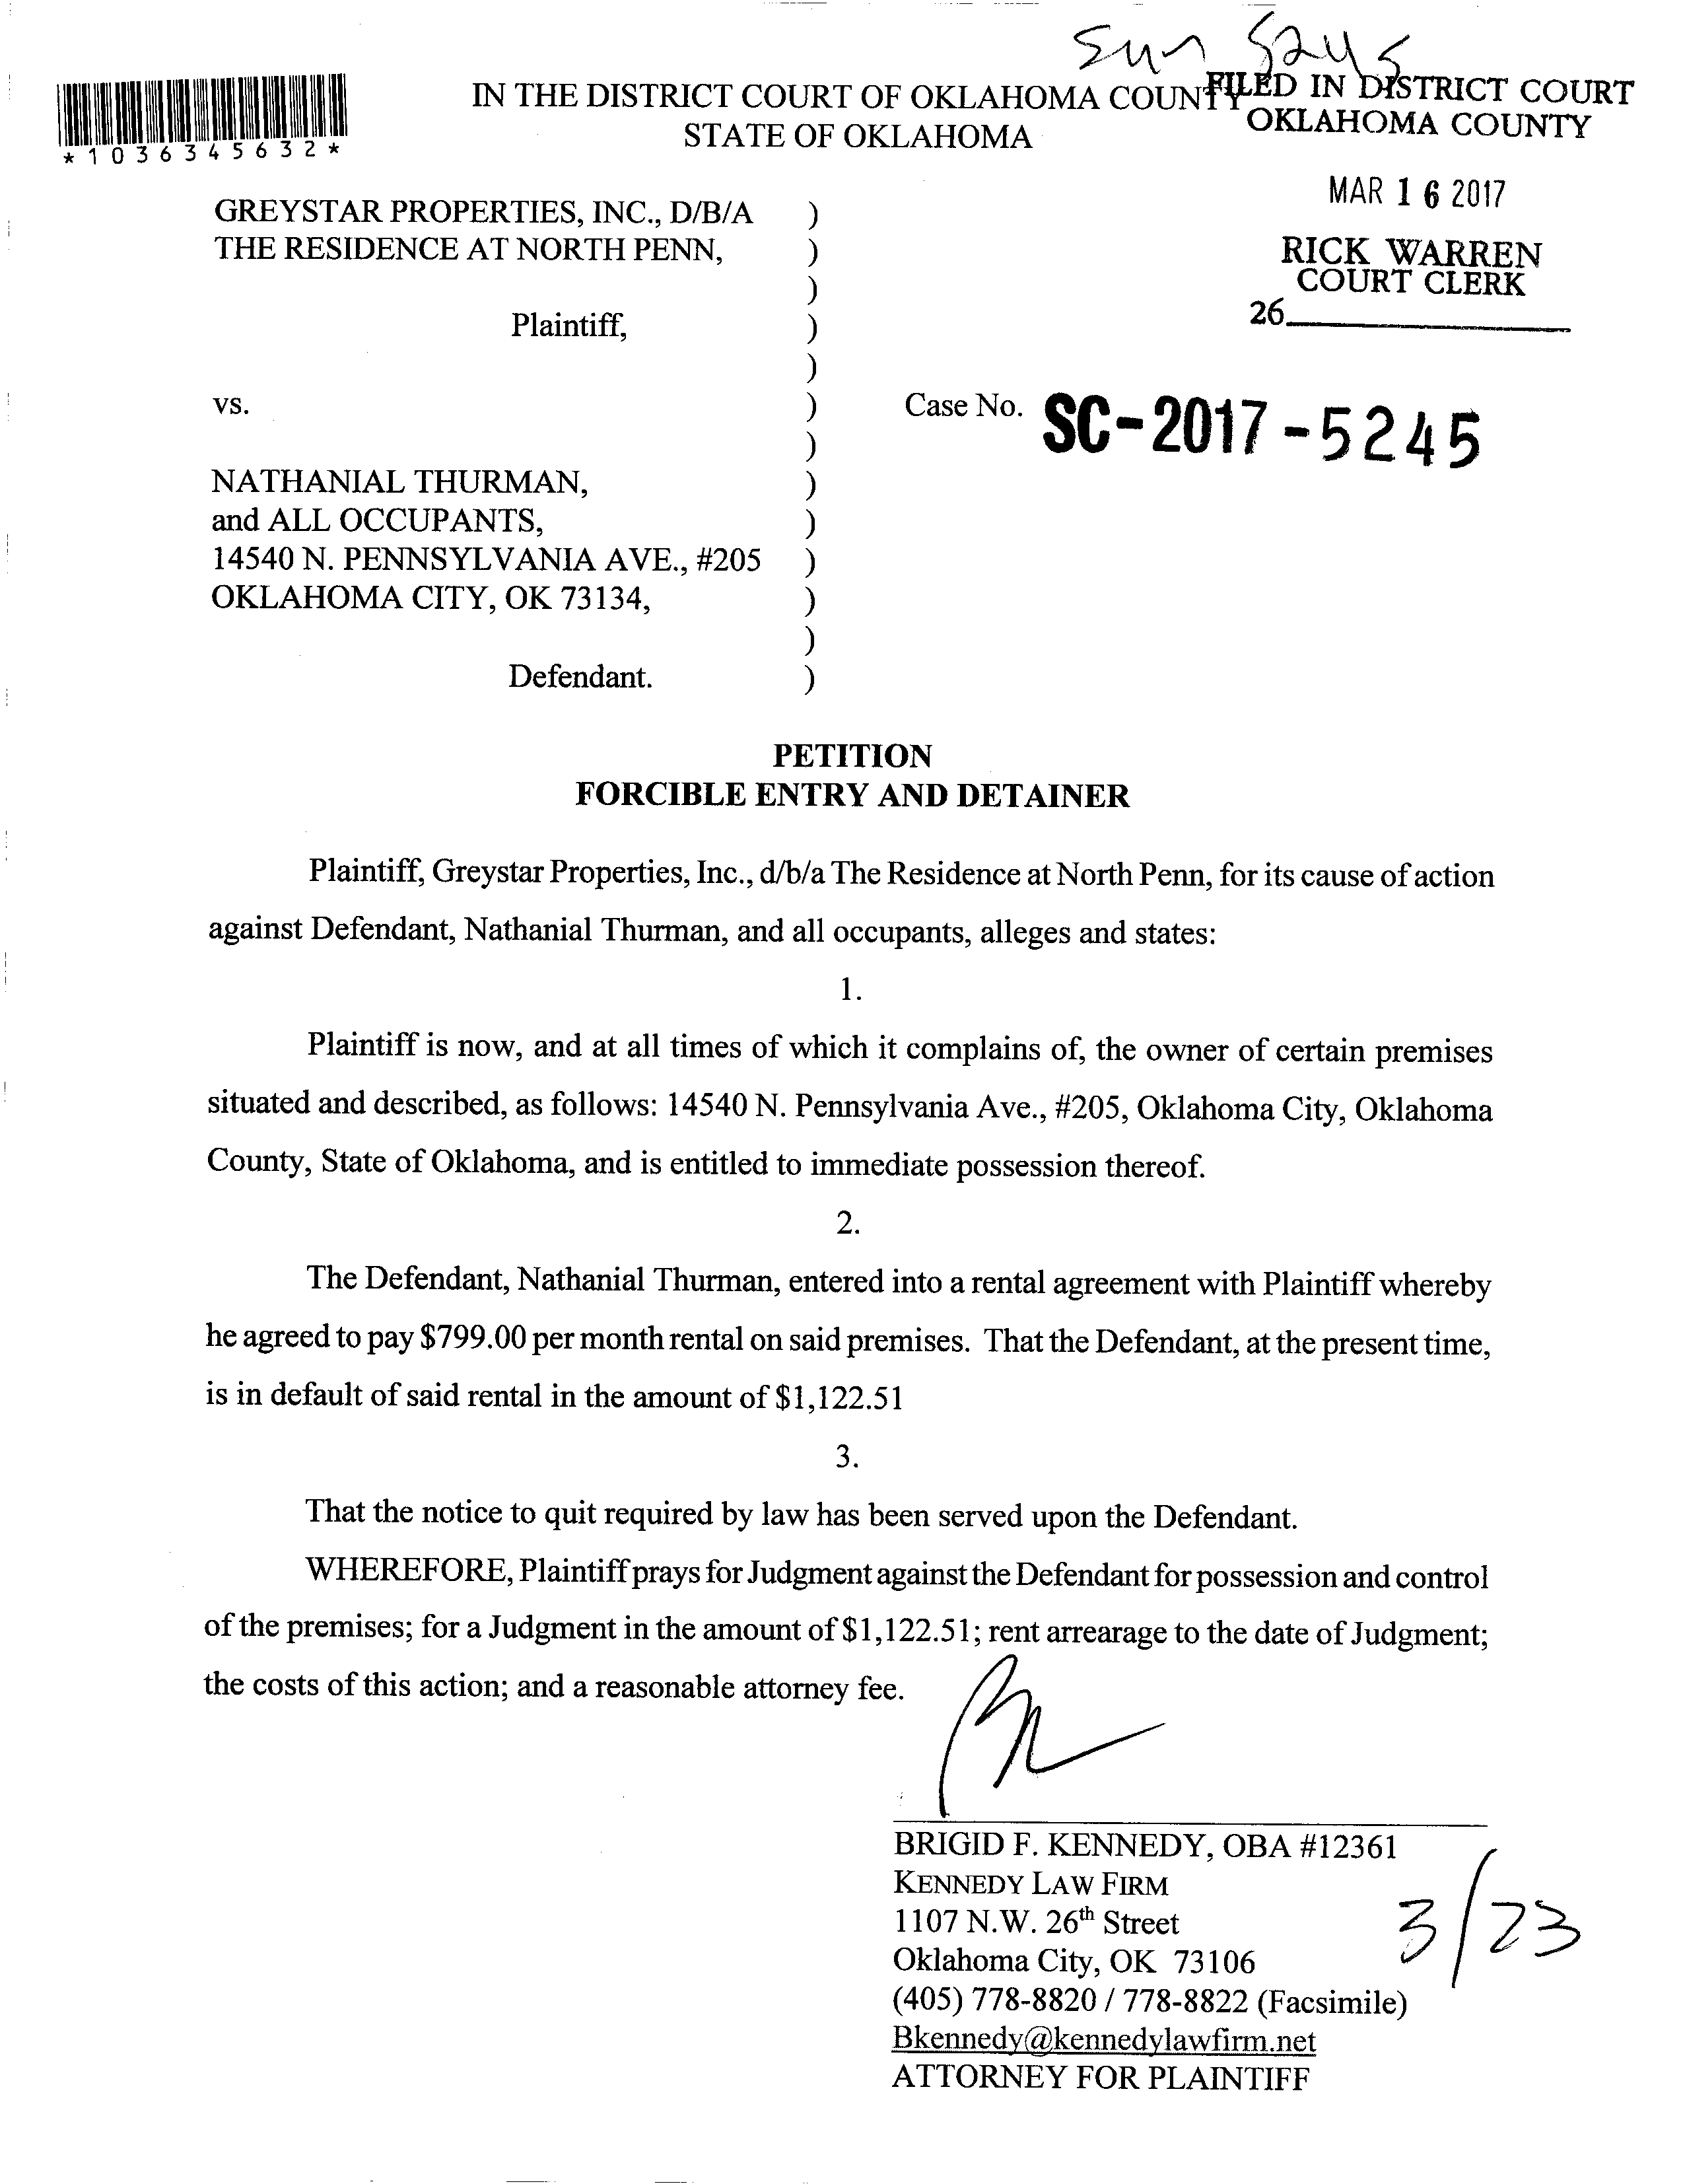 *1036345632*
IN THE DISTRICT COURT OF OKLAHOMA COUNTY
STATE OF OKLAHOMA
FILED IN DISTRICT COURT
OKLAHOMA COUNTY
MAR 16 2017
RICK WARREN
COURT CLERK
26
GREYSTAR PROPERTIES, INC., D/B/A )
THE RESIDENCE AT NORTH PENN, )
)
Plaintiff, )
)
vs. ) Case No. SC-2017-5245
)
NATHANIAL THURMAN, )
and ALL OCCUPANTS, )
14540 N. PENNSYLVANIA AVE., #205 )
OKLAHOMA CITY, OK 73134, )
)
Defendant. )
PETITION
FORCIBLE ENTRY AND DETAINER
Plaintiff, Greystar Properties, Inc., d/b/a The Residence at North Penn, for its cause of action
against Defendant, Nathanial Thurman, and all occupants, alleges and states:
1.
Plaintiff is now, and at all times of which it complains of, the owner of certain premises
situated and described, as follows: 14540 N. Pennsylvania Ave., #205, Oklahoma City, Oklahoma
County, State of Oklahoma, and is entitled to immediate possession thereof.
2.
The Defendant, Nathanial Thurman, entered into a rental agreement with Plaintiff whereby
he agreed to pay $799.00 per month rental on said premises. That the Defendant, at the present time,
is in default of said rental in the amount of $1,122.51
3.
That the notice to quit required by law has been served upon the Defendant.
WHEREFORE, Plaintiff prays for Judgment against the Defendant for possession and control
of the premises; for a Judgment in the amount of $1,122.51; rent arrearage to the date of Judgment;
the costs of this action; and a reasonable attorney fee.
BRIGID F. KENNEDY, OBA #12361
KENNEDY LAW FIRM
1107 N.W. 26th Street
Oklahoma City, OK 73106
(405) 778-8820 / 778-8822 (Facsimile)
Bkennedy@kennedylawfirm.net
ATTORNEY FOR PLAINTIFF
3/23